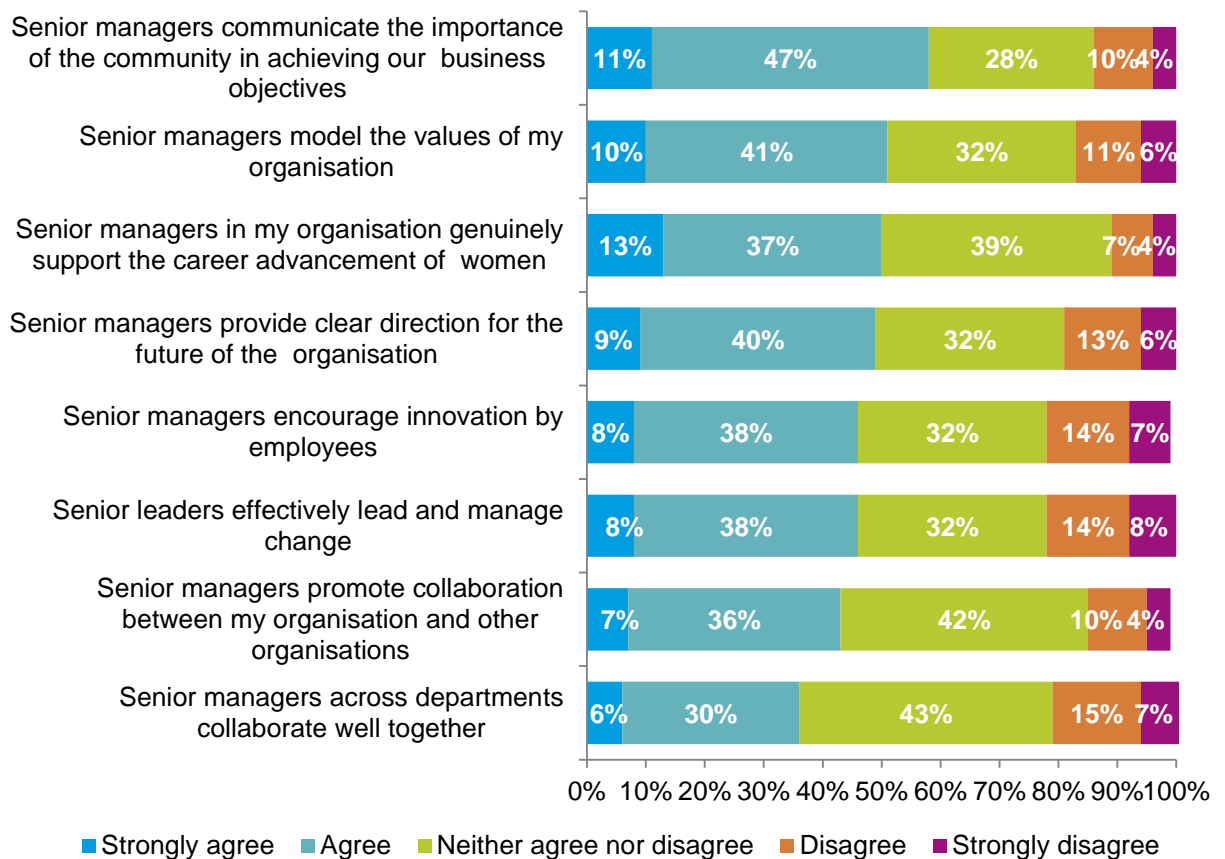 Senior managers communicate the importance
of the community in achieving our business
objectives
11% 47% 28% 10% 4%
Senior managers model the values of my
organisation
10% 41% 32% 11% 6%
Senior managers in my organisation genuinely
support the career advancement of women
13% 37% 39% 7% 4%
Senior managers provide clear direction for the
future of the organisation
9% 40% 32% 13% 6%
Senior managers encourage innovation by
employees
8% 38% 32% 14% 7%
Senior leaders effectively lead and manage
change
8% 38% 32% 14% 8%
Senior managers promote collaboration
between my organisation and other
organisations
7% 36% 42% 10% 4%
Senior managers across departments
collaborate well together
6% 30% 43% 15% 7%
0% 10% 20% 30% 40% 50% 60% 70% 80% 90% 100%
Strongly agree Agree Neither agree nor disagree Disagree Strongly disagree